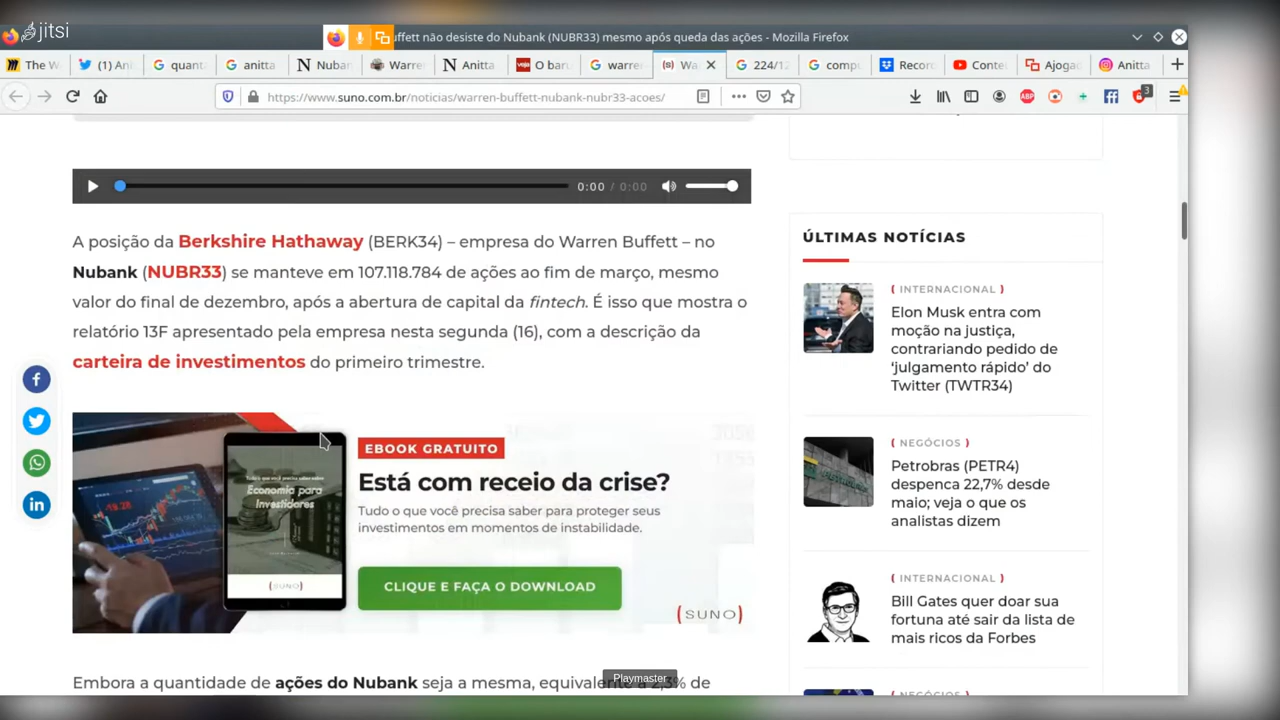 jitsi
uffett não desiste do Nubank (NUBR33) mesmo após queda das ações - Mozilla Firefox
The W
(1) Ani
quant
anitta
Nubar
Warre
Anitta
O bar
warre
Wa
224/12
comp
Recor
Conte
Ajoga
Anitta
https://www.suno.com.br/noticias/warren-buffett-nubank-nubr33-acoes/
ABP
3
0:00 / 0:00
A posição da Berkshire Hathaway (BERK34) – empresa do Warren Buffett – no
Nubank (NUBR33) se manteve em 107.118.784 de ações ao fim de março, mesmo
valor do final de dezembro, após a abertura de capital da fintech. É isso que mostra o
relatório 13F apresentado pela empresa nesta segunda (16), com a descrição da
carteira de investimentos do primeiro trimestre.
Economia para
Investidores
(SUNO)
EBOOK GRATUITO
Está com receio da crise?
Tudo o que você precisa saber para proteger seus
investimentos em momentos de instabilidade.
CLIQUE E FAÇA O DOWNLOAD
(SUNO)
Embora a quantidade de ações do Nubank seja a mesma, equivalente a 2,3% de
Playmaster
ÚLTIMAS NOTÍCIAS
( INTERNACIONAL )
Elon Musk entra com
moção na justiça,
contrariando pedido de
‘julgamento rápido’ do
Twitter (TWTR34)
( NEGÓCIOS )
Petrobras (PETR4)
despenca 22,7% desde
maio; veja o que os
analistas dizem
( INTERNACIONAL )
Bill Gates quer doar sua
fortuna até sair da lista de
mais ricos da Forbes
( NEGÓCIOS )